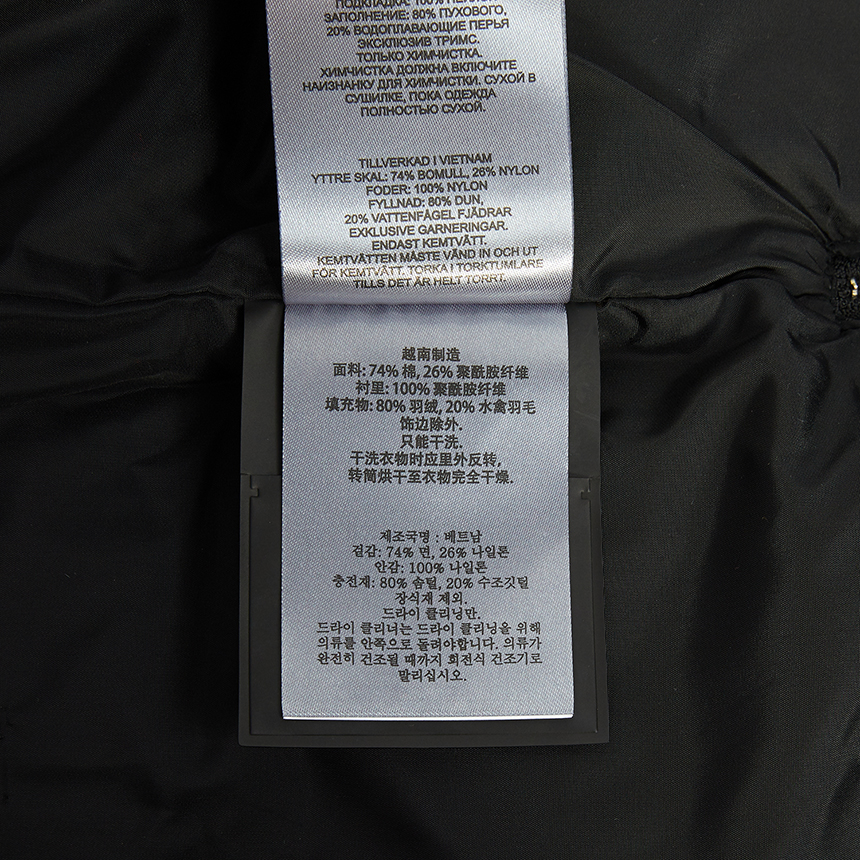 ПОДКЛАДКА: 100% НЕЙЛОН
ЗАПОЛНЕНИЕ: 80% ПУХОВОГО,
20% ВОДОПЛАВАЮЩИЕ ПЕРЬЯ
ЭКСКЛЮЗИВ ТРИМС.
ТОЛЬКО ХИМЧИСТКА.
ХИМЧИСТКА ДОЛЖНА ВКЛЮЧИТЕ
НАИЗНАНКУ ДЛЯ ХИМЧИСТКИ. СУХОЙ В
СУШИЛКЕ, ПОКА ОДЕЖДА
ПОЛНОСТЬЮ СУХОЙ.
TILLVERKAD I VIETNAM
YTTRE SKAL: 74% BOMULL, 26% NYLON
FODER: 100% NYLON
FYLLNAD: 80% DUN,
20% VATTENFÅGEL FJÄDRAR
EXKLUSIVE GARNERINGAR.
ENDAST KEMTVÄTT.
KEMTVÄTTEN MÅSTE VÄND IN OCH UT
FÖR KEMTVÄTT. TORKA I TORKTUMLARE
TILLS DET ÄR HELT TORRT.
越南制造
面料: 74% 棉, 26% 聚酰胺纤维
衬里: 100% 聚酰胺纤维
填充物: 80% 羽绒, 20% 水禽羽毛
饰边除外.
只能干洗.
干洗衣物时应里外反转,
转筒烘干至衣物完全干燥.
제조국명 : 베트남
겉감: 74% 면, 26% 나일론
안감: 100% 나일론
충전재: 80% 솜털, 20% 수조깃털
장식재 제외.
드라이 클리닝만.
드라이 클리너는 드라이 클리닝을 위해
의류를 안쪽으로 돌려야합니다. 의류가
완전히 건조될 때까지 회전식 건조기로
말리십시오.